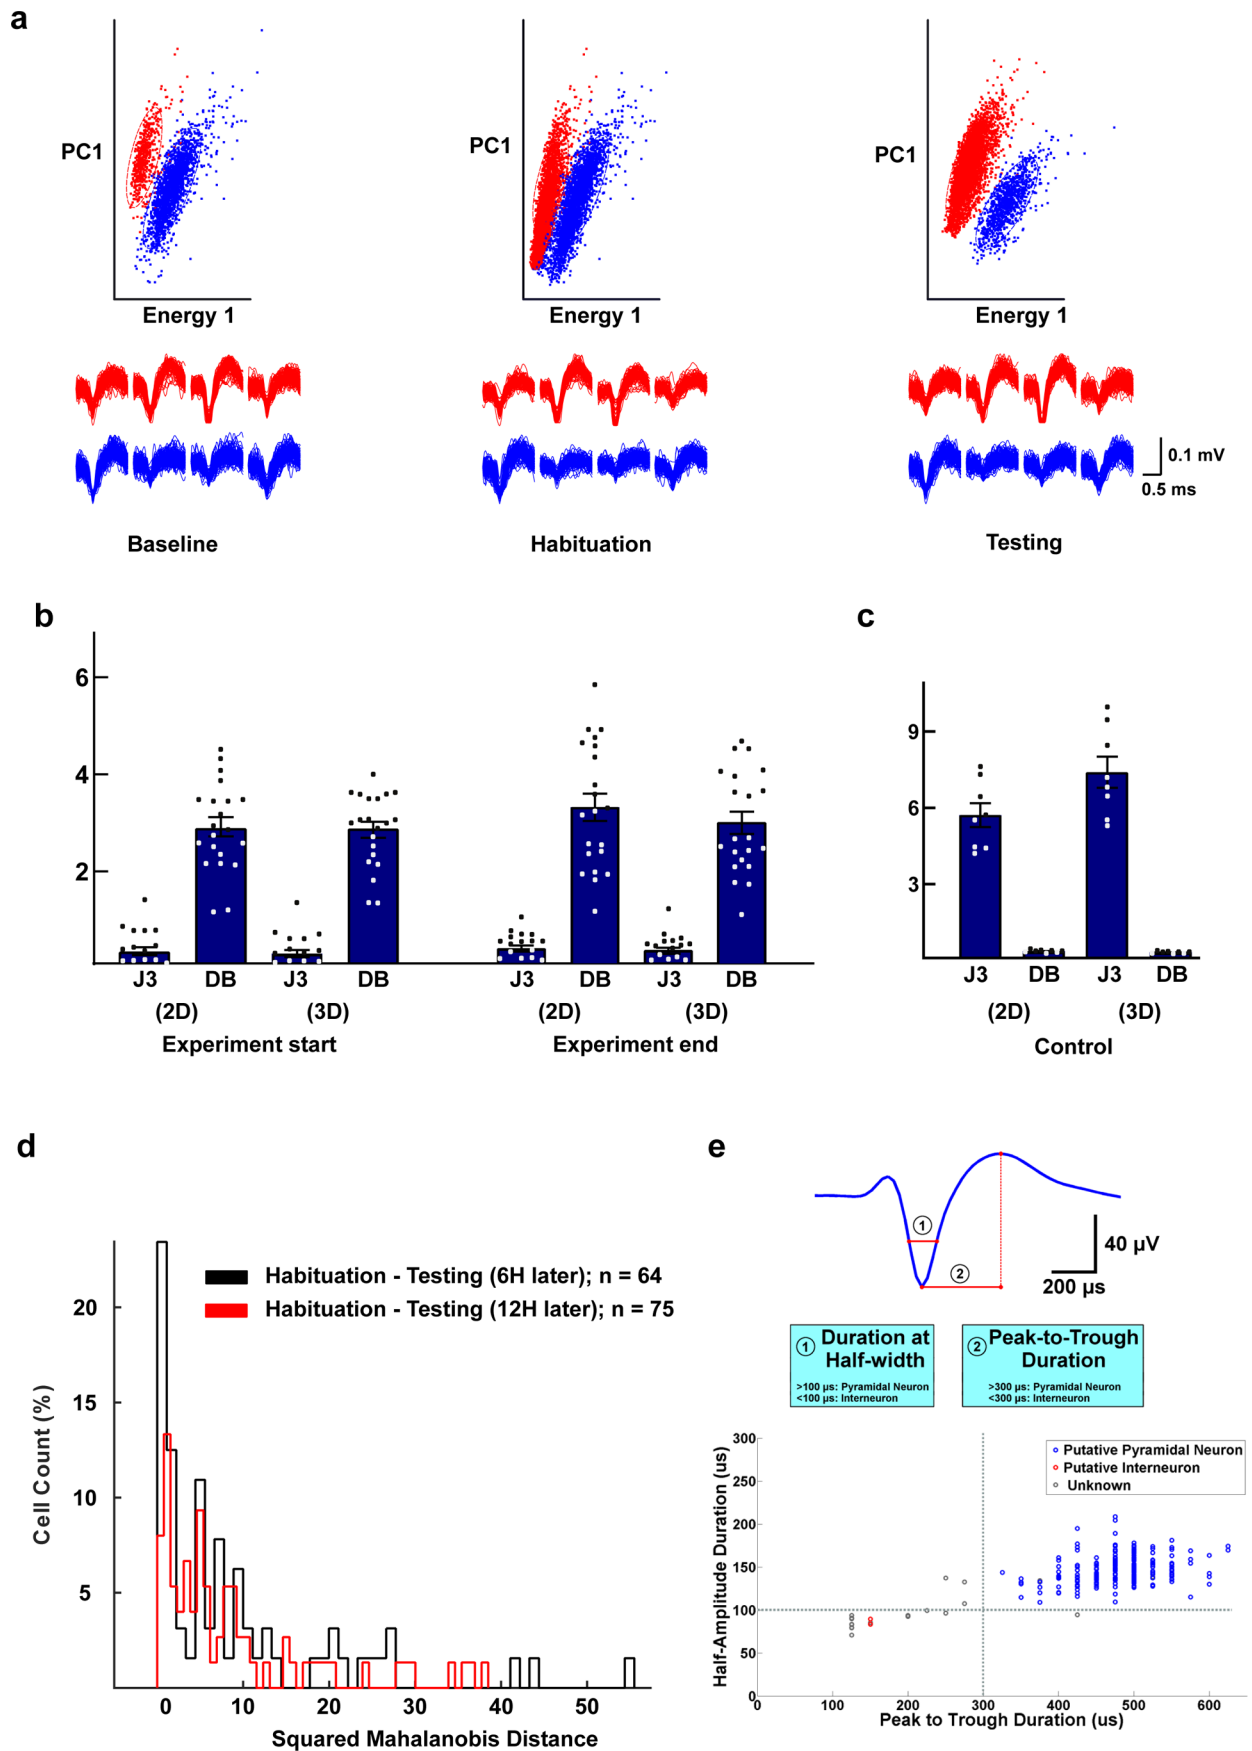 a
PC1
PC1
PC1
Energy 1
Energy 1
Energy 1
0.1 mV
0.5 ms
Baseline
Habituation
Testing
b
6
4
2
J3
DB
J3
DB
J3
DB
J3
DB
(2D)
(3D)
(2D)
(3D)
Experiment start
Experiment end
c
9
6
3
J3
DB
J3
DB
(2D)
(3D)
Control
d
Habituation - Testing (6H later); n = 64
Habituation - Testing (12H later); n = 75
Cell Count (%)
20
15
10
5
0
10
20
30
40
50
Squared Mahalanobis Distance
e
1
2
40 µV
200 µs
1 Duration at
Half-width
>100 µs: Pyramidal Neuron
<100 µs: Interneuron
2 Peak-to-Trough
Duration
>300 µs: Pyramidal Neuron
<300 µs: Interneuron
Half-Amplitude Duration (us)
300
250
200
150
100
50
0
Putative Pyramidal Neuron
Putative Interneuron
Unknown
0
100
200
300
400
500
600
Peak to Trough Duration (us)